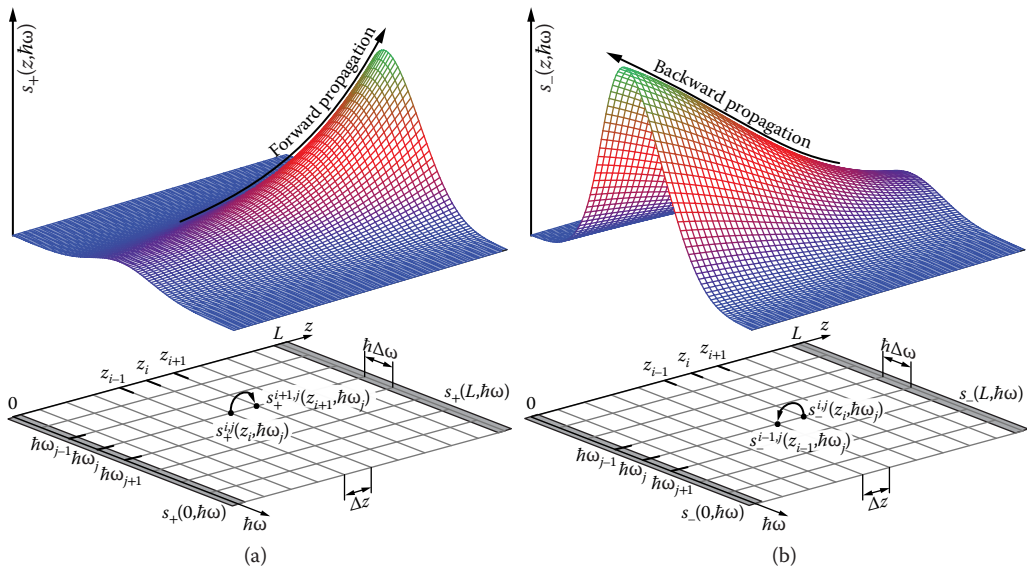 s₊(z,ħω)
Forward propagation
L
z
z_{i+1}
z_i
z_{i–1}
ħΔω
0
s₊^{i+1,j}(z_{i+1},ħω_j)
s₊(L,ħω)
s₊^{i,j}(z_i,ħω_j)
ħω_{j–1}
ħω_j
ħω_{j+1}
Δz
s₊(0,ħω)
ħω
(a)
s₋(z,ħω)
Backward propagation
L
z
z_{i+1}
z_i
z_{i–1}
ħΔω
0
s₋^{i,j}(z_i,ħω_j)
s₋(L,ħω)
s₋^{i–1,j}(z_{i–1},ħω_j)
ħω_{j–1}
ħω_j
ħω_{j+1}
Δz
s₋(0,ħω)
ħω
(b)